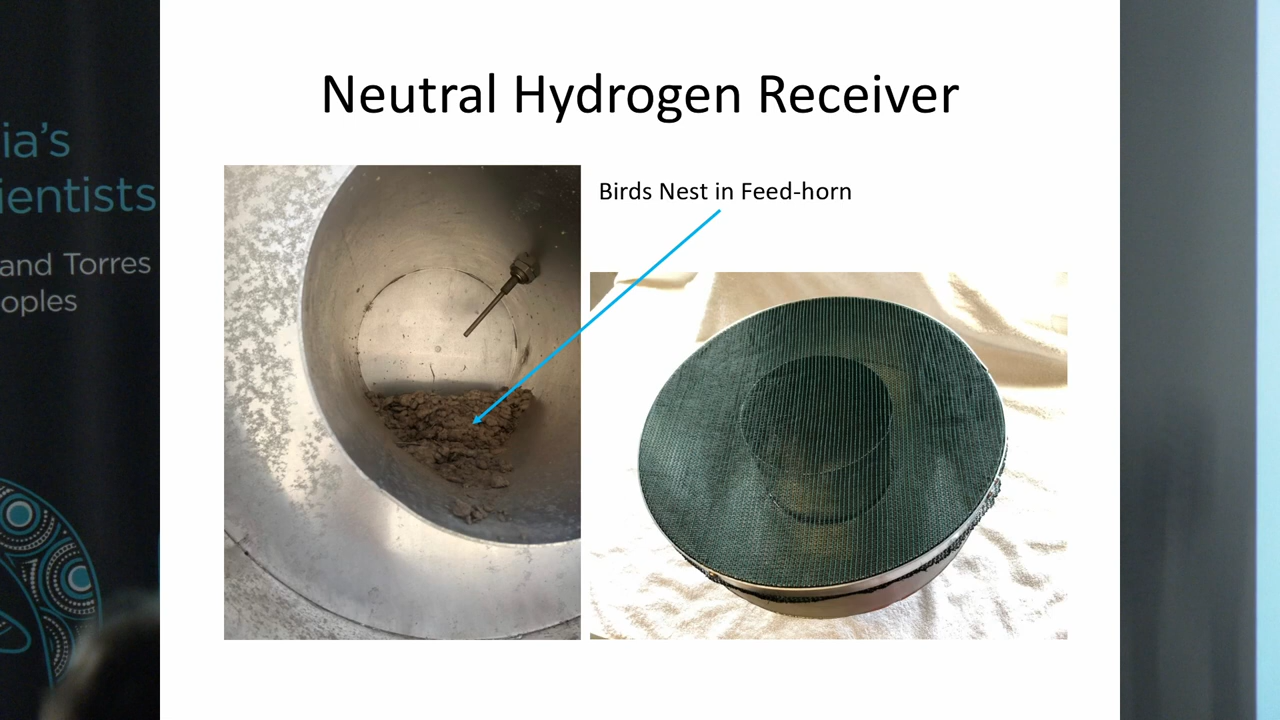 Neutral Hydrogen Receiver
Birds Nest in Feed-horn
ia's
ientists
and Torres
oples